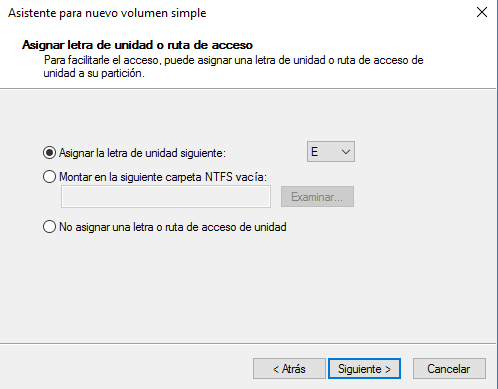 Asistente para nuevo volumen simple
Asignar letra de unidad o ruta de acceso
Para facilitarle el acceso, puede asignar una letra de unidad o ruta de acceso de
unidad a su partición.
Asignar la letra de unidad siguiente:
E
Montar en la siguiente carpeta NTFS vacía:
Examinar...
No asignar una letra o ruta de acceso de unidad
< Atrás
Siguiente >
Cancelar